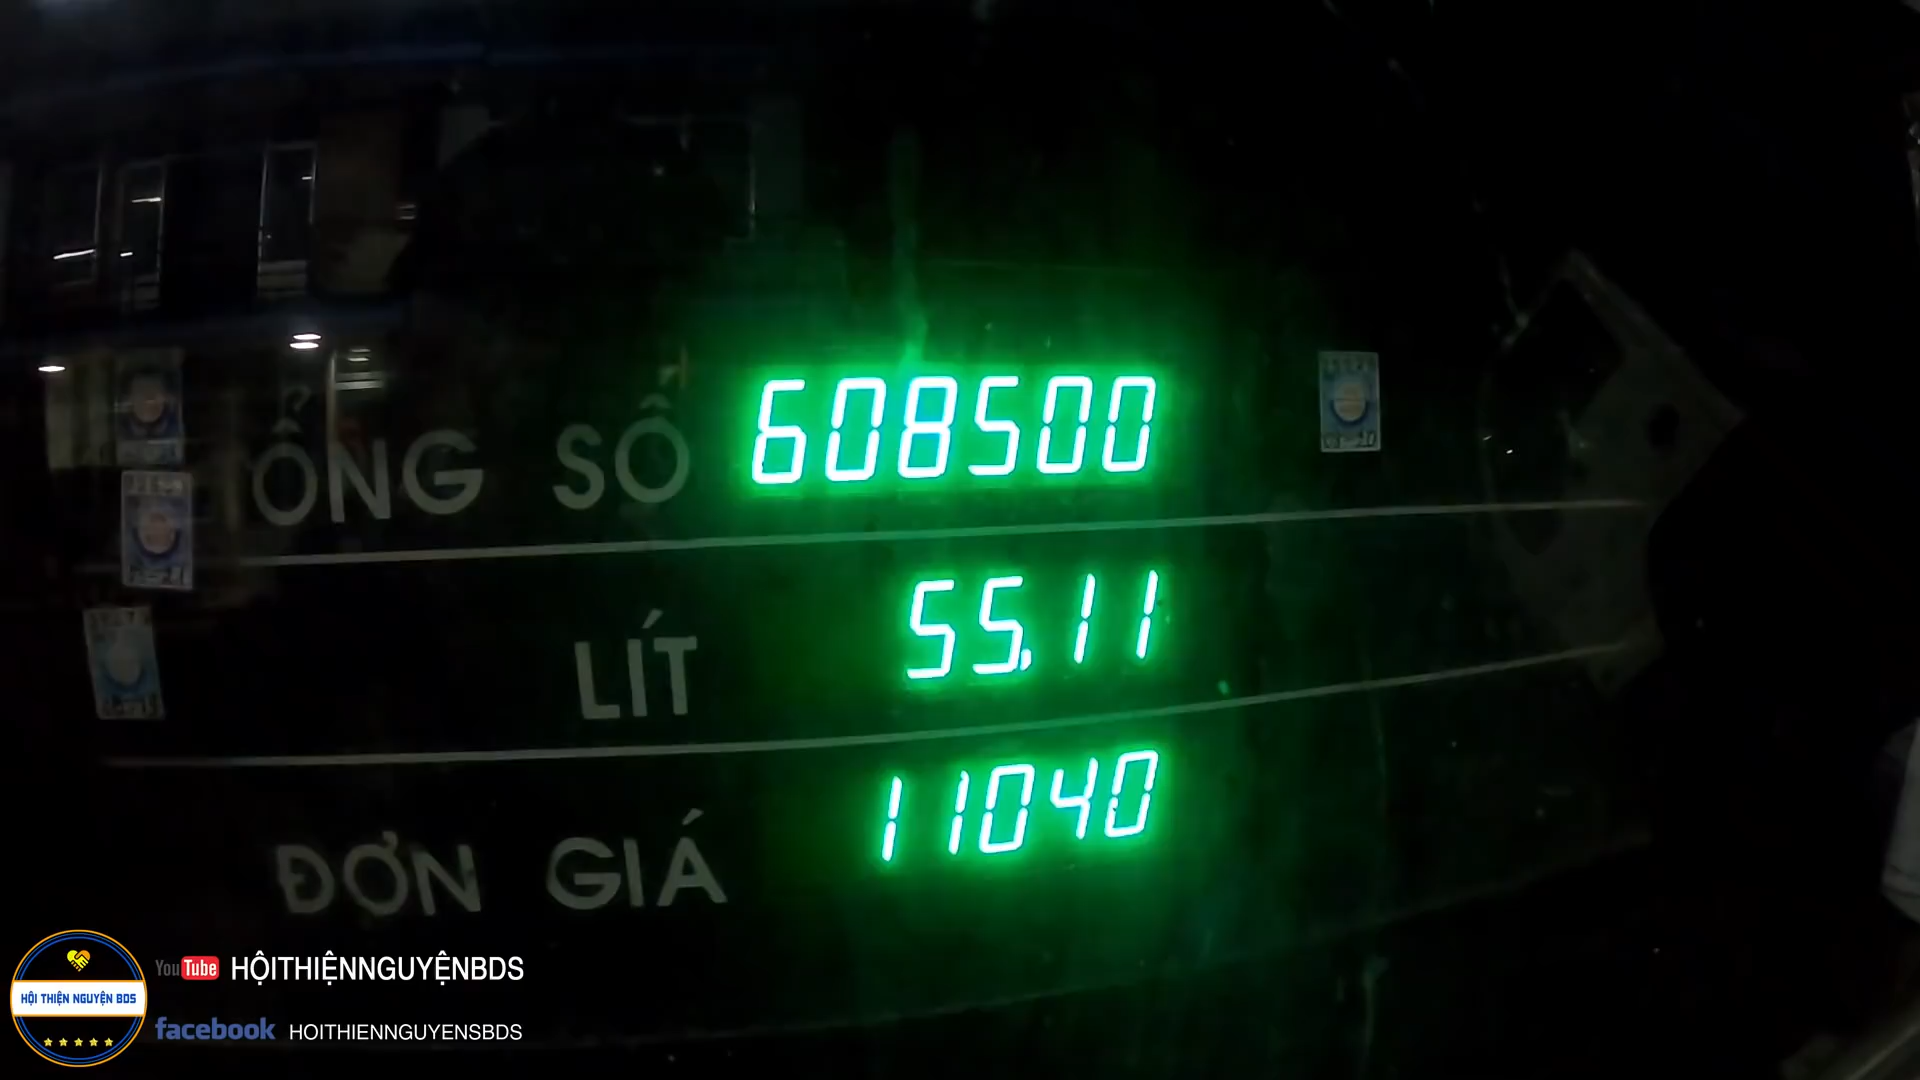 ỔNG SỐ 608500
LÍT 55.11
ĐƠN GIÁ 11040
YouTube HỘITHIỆNNGUYỆNBDS
HỘI THIỆN NGUYỆN BDS
facebook HOITHIENNGUYENSBDS